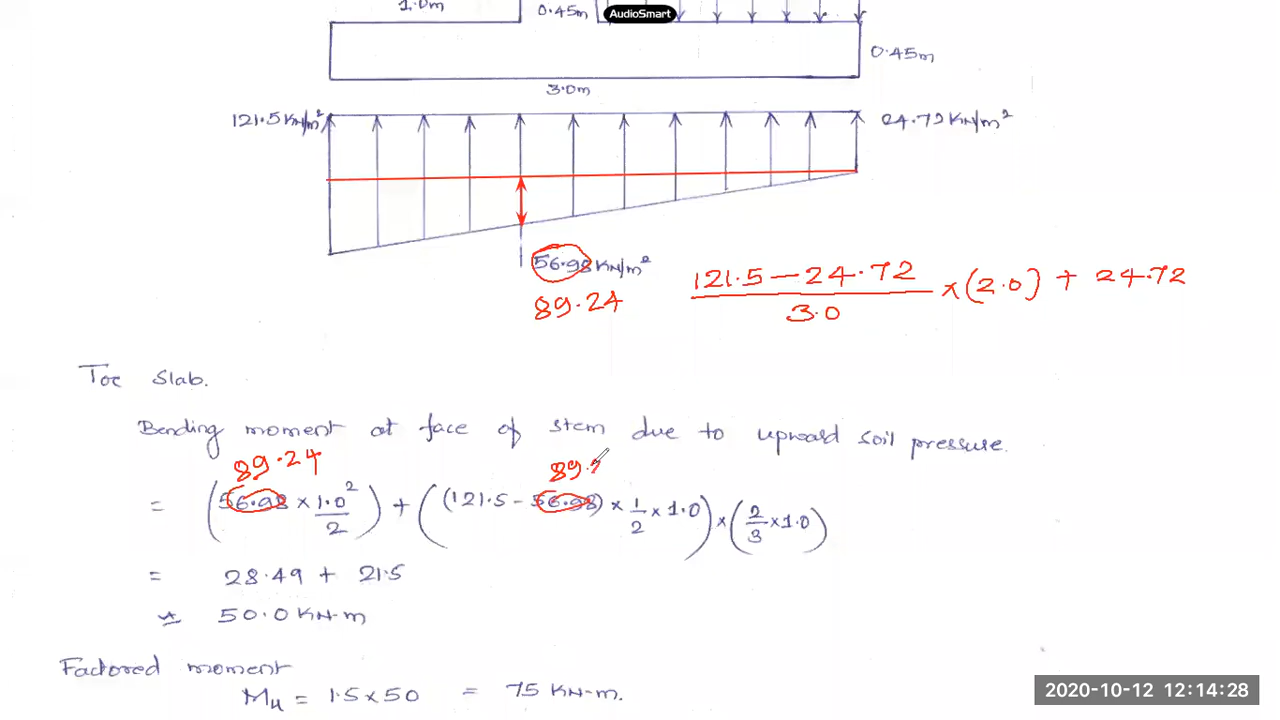 1.0m
0.45m
AudioSmart
0.45m
3.0m
121.5 KN/m²
24.72 KN/m²
56.98 KN/m²
89.24
121.5 - 24.72 / 3.0 × (2.0) + 24.72
Toe Slab.
Bending moment at face of stem due to upward soil pressure.
89.24
89.
= (56.98 × 1.0²/2) + ((121.5 - 56.98) × 1/2 × 1.0) × (2/3 × 1.0)
= 28.49 + 21.5
≃ 50.0 KN-m
Factored moment
Mu = 1.5 × 50 = 75 KN-m.
2020-10-12 12:14:28